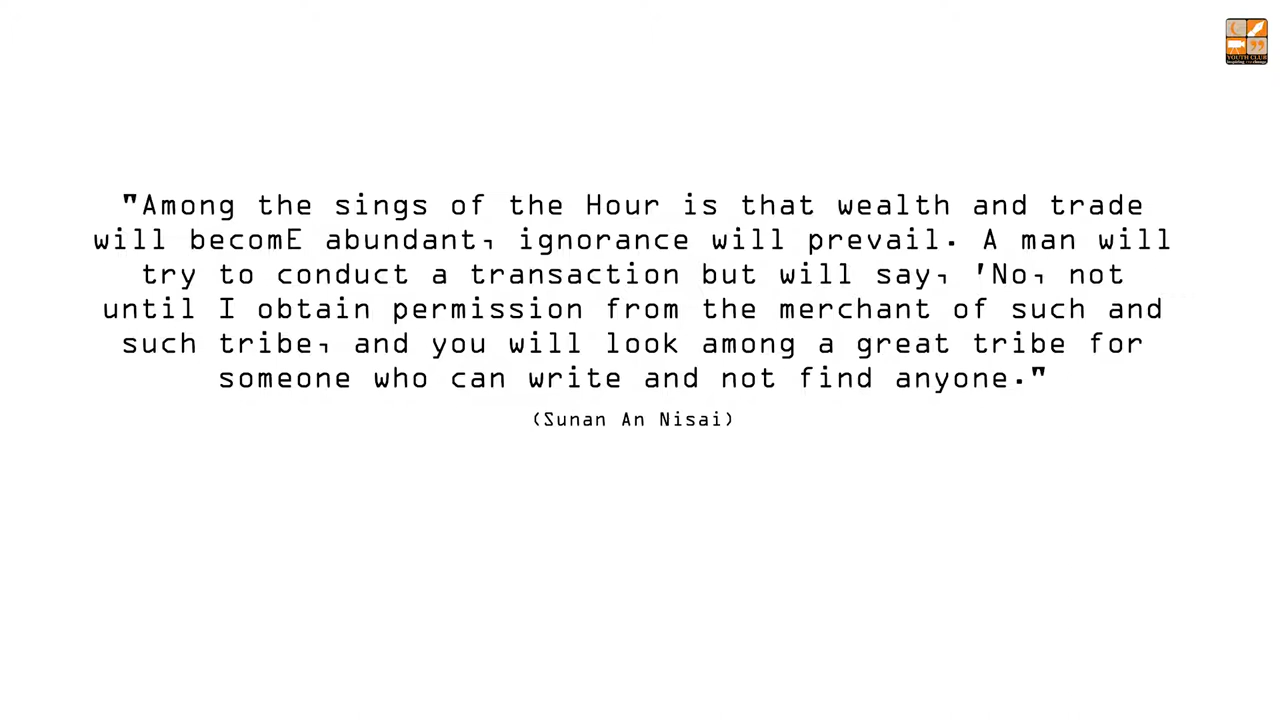 "Among the sings of the Hour is that wealth and trade
will becomE abundant, ignorance will prevail. A man will
try to conduct a transaction but will say, 'No, not
until I obtain permission from the merchant of such and
such tribe, and you will look among a great tribe for
someone who can write and not find anyone."
(Sunan An Nisai)
YOUTH CLUB